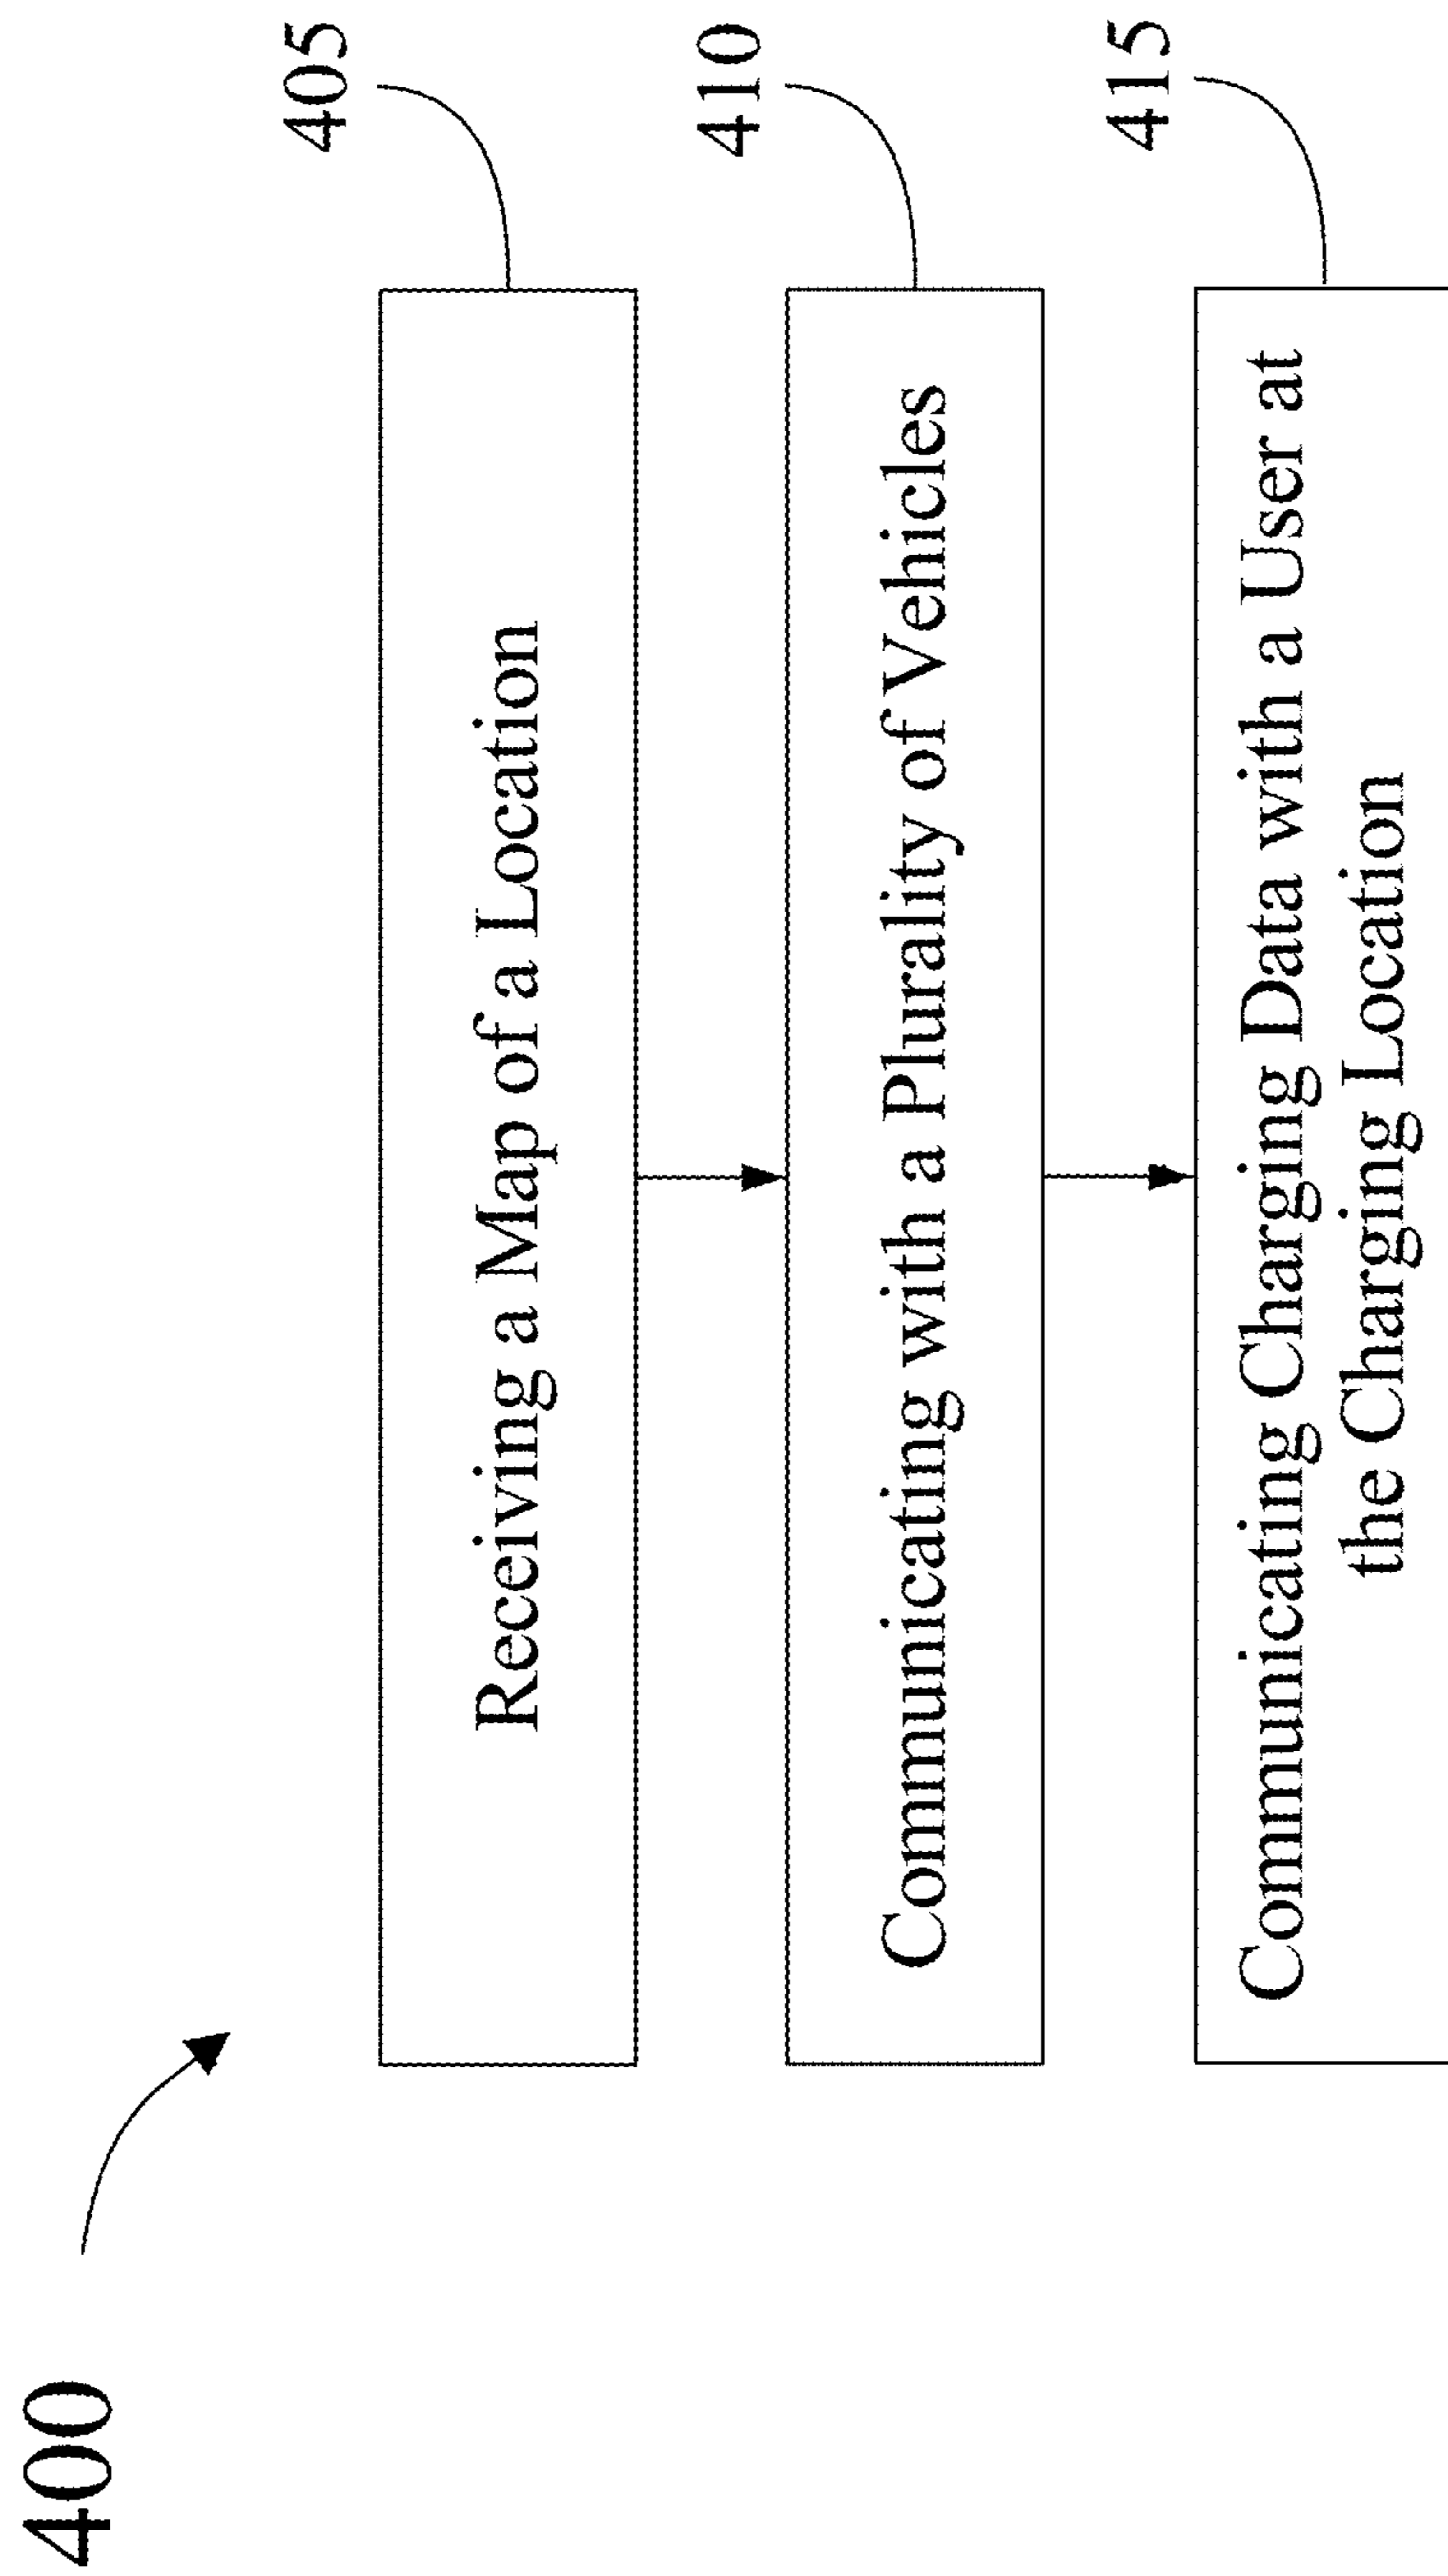 400
405
Receiving a Map of a Location
410
Communicating with a Plurality of Vehicles
415
Communicating Charging Data with a User at
the Charging Location